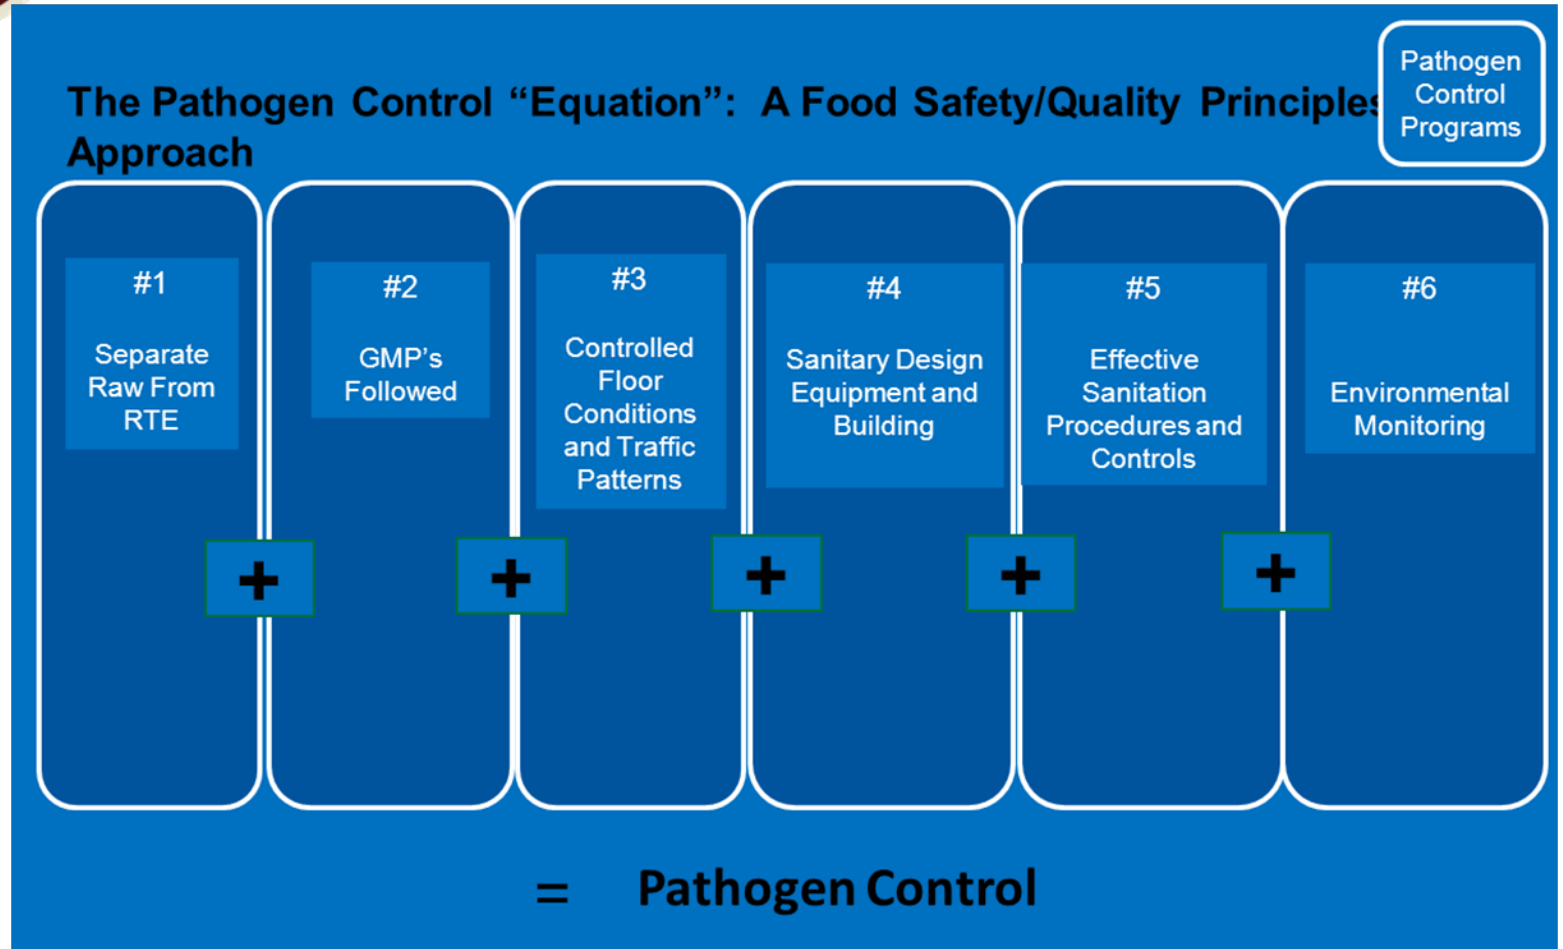 The Pathogen Control “Equation”: A Food Safety/Quality Principles
Approach
Pathogen
Control
Programs
#1
Separate
Raw From
RTE
#2
GMP's
Followed
#3
Controlled
Floor
Conditions
and Traffic
Patterns
#4
Sanitary Design
Equipment and
Building
#5
Effective
Sanitation
Procedures and
Controls
#6
Environmental
Monitoring
+
+
+
+
+
= Pathogen Control